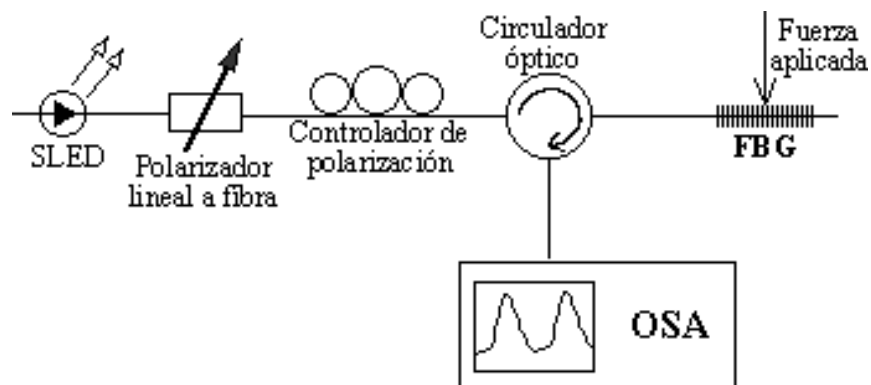 SLED
Polarizador
lineal a fibra
Controlador de
polarización
Circulador
óptico
Fuerza
aplicada
FBG
OSA